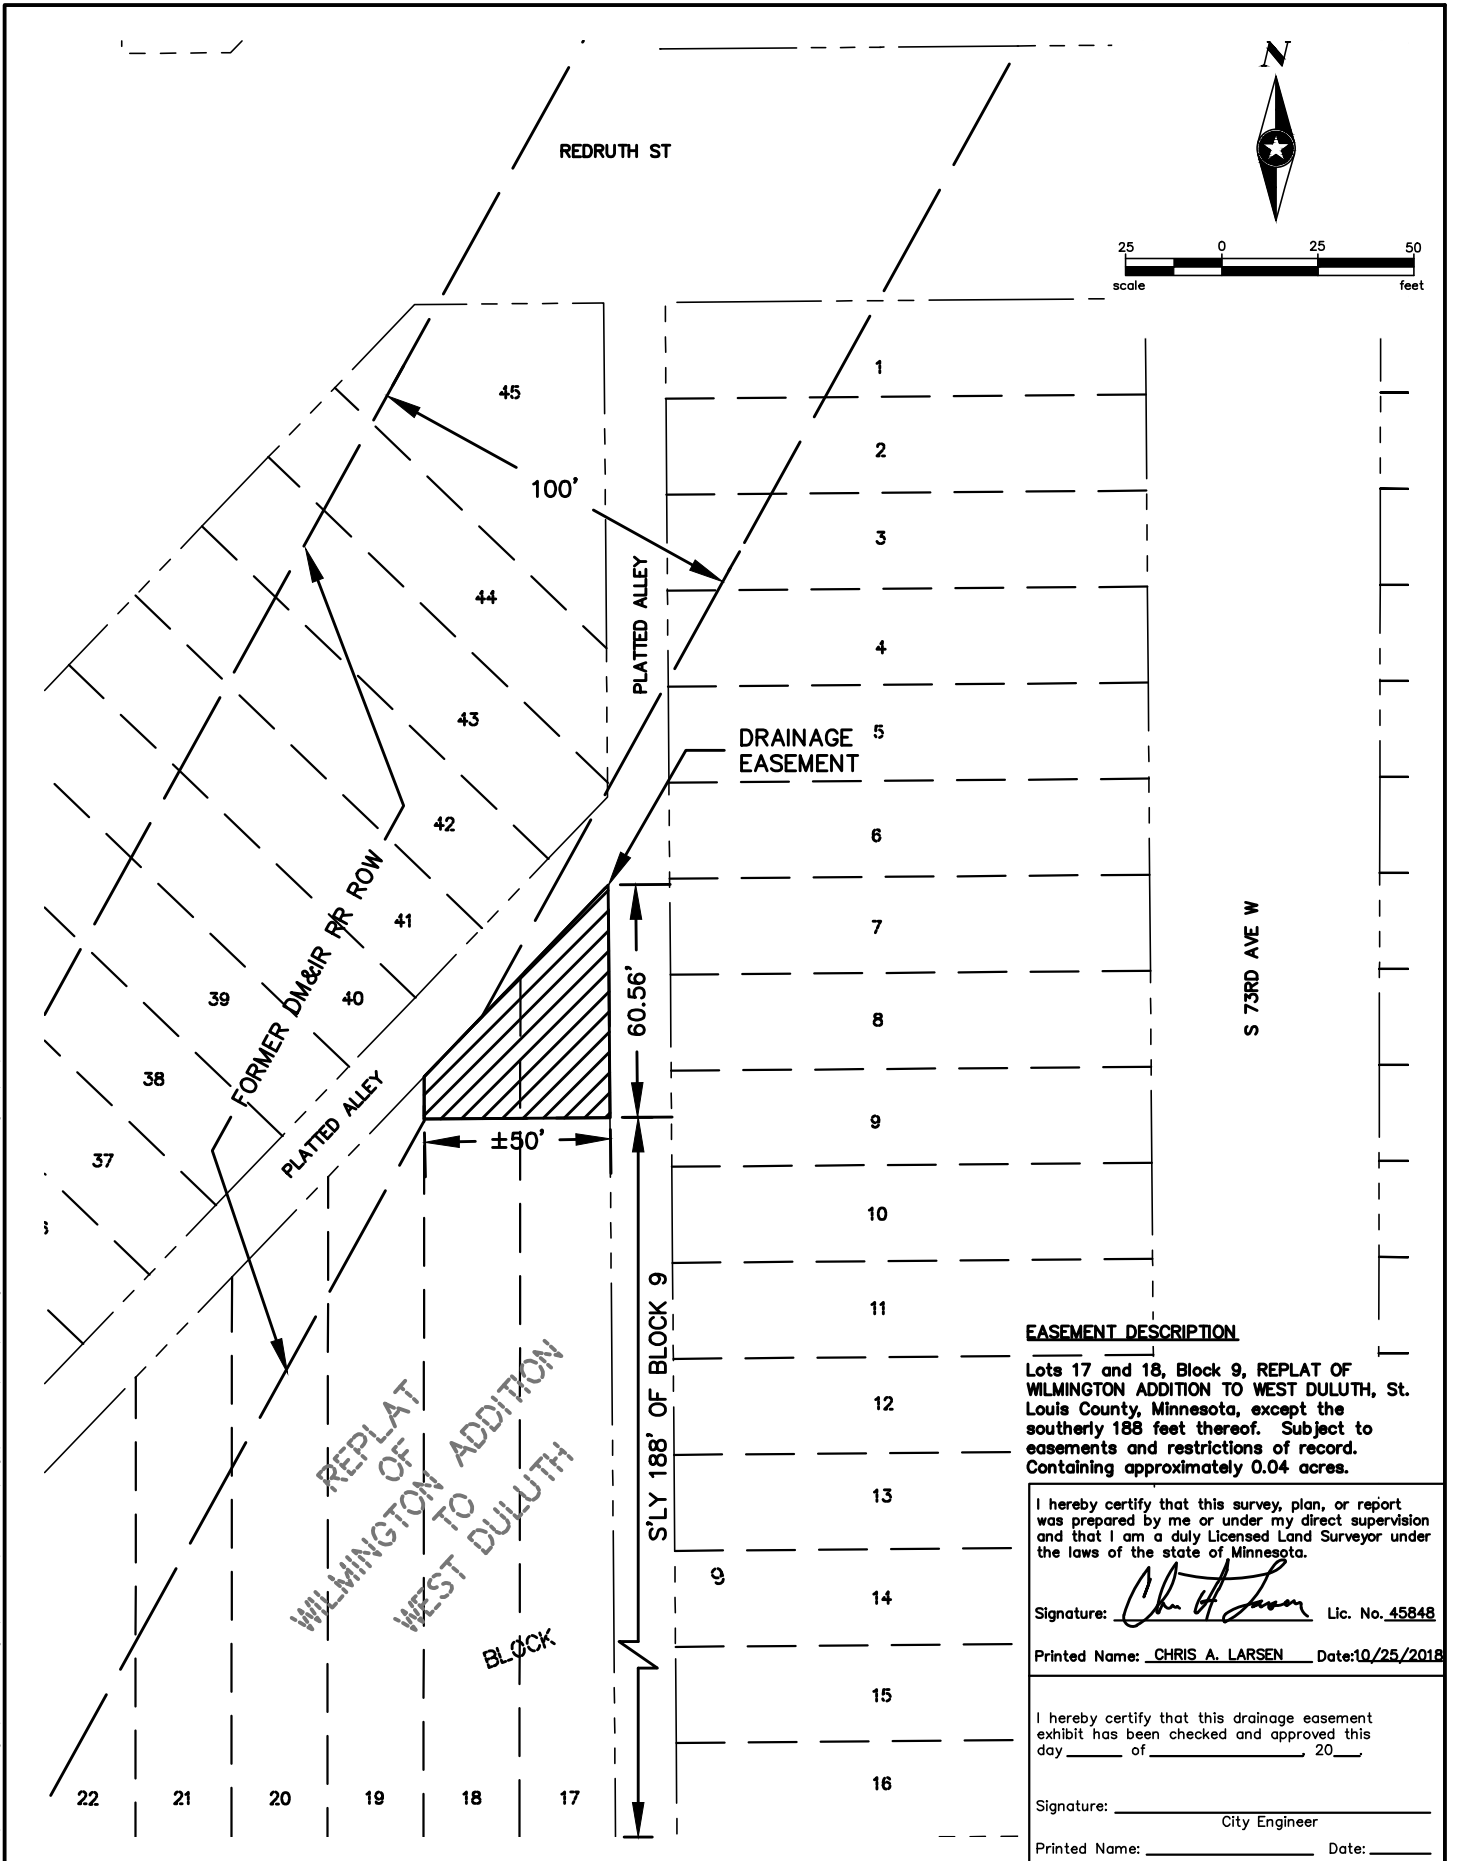 N
25 0 25 50
scale feet
REDRUTH ST
45
100'
44
43
42
41
40
39
38
37
PLATTED ALLEY
FORMER DM&IR RR ROW
PLATTED ALLEY
DRAINAGE
EASEMENT
60.56'
±50'
S'LY 188' OF BLOCK 9
1
2
3
4
5
6
7
8
9
10
11
12
13
14
15
16
S 73RD AVE W
REPLAT
OF
WILMINGTON ADDITION
TO
WEST DULUTH
BLOCK 9
22 21 20 19 18 17
EASEMENT DESCRIPTION
Lots 17 and 18, Block 9, REPLAT OF
WILMINGTON ADDITION TO WEST DULUTH, St.
Louis County, Minnesota, except the
southerly 188 feet thereof. Subject to
easements and restrictions of record.
Containing approximately 0.04 acres.
I hereby certify that this survey, plan, or report
was prepared by me or under my direct supervision
and that I am a duly Licensed Land Surveyor under
the laws of the state of Minnesota.
Signature: Chris A Larsen Lic. No. 45848
Printed Name: CHRIS A. LARSEN Date:10/25/2018
I hereby certify that this drainage easement
exhibit has been checked and approved this
day ______ of ________________, 20___.
Signature: ________________
City Engineer
Printed Name: ________________ Date: ______